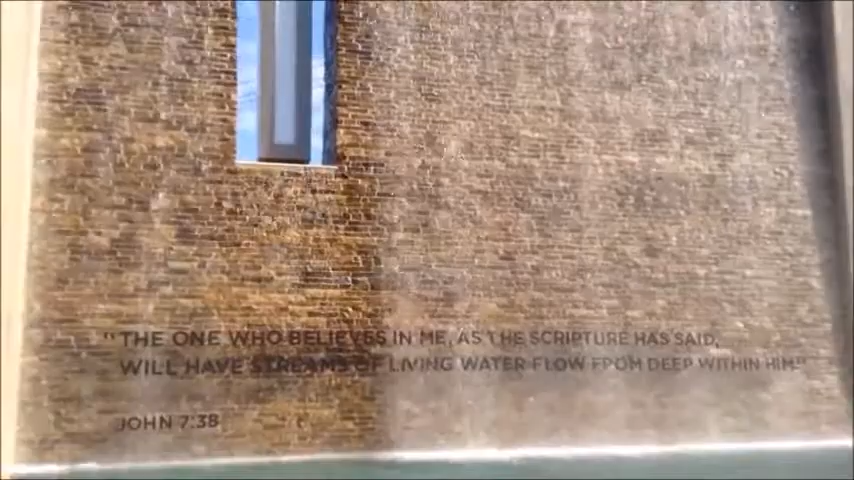 "THE ONE WHO BELIEVES IN ME, AS THE SCRIPTURE HAS SAID,
WILL HAVE STREAMS OF LIVING WATER FLOW FROM DEEP WITHIN HIM"
JOHN 7:38